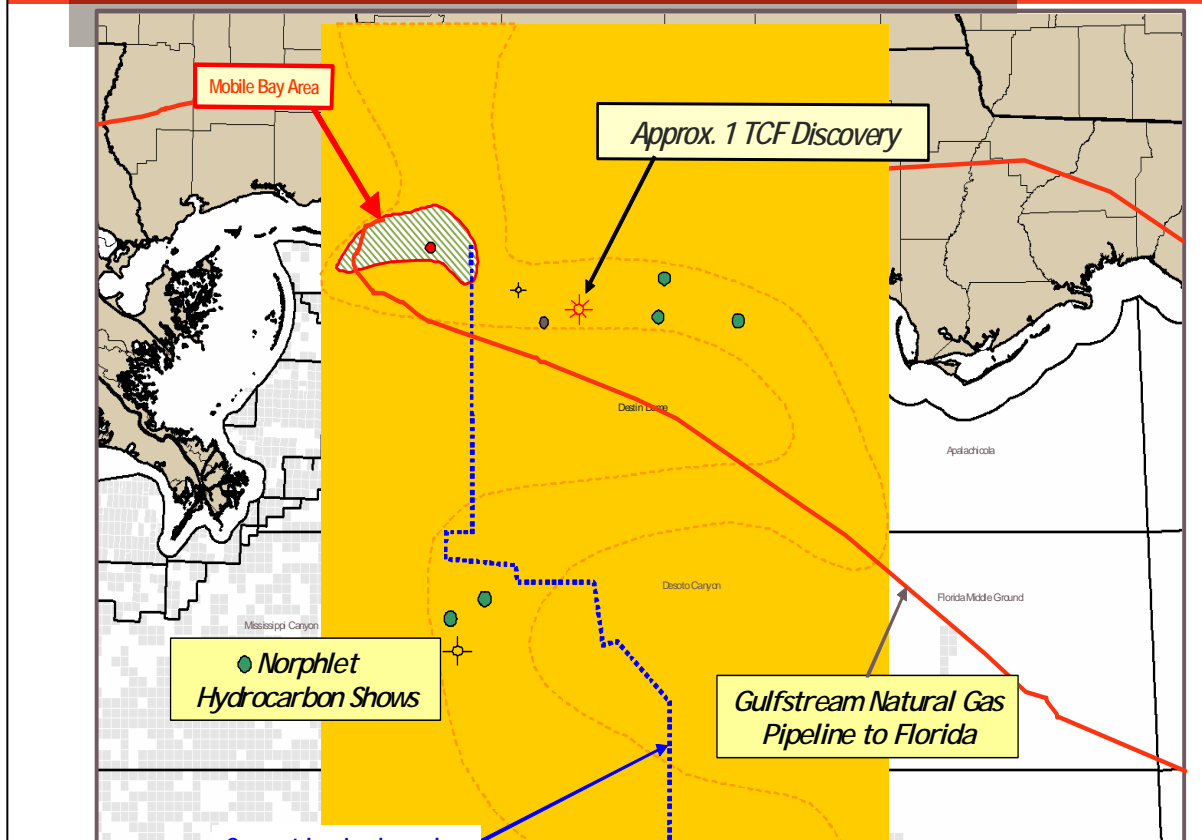 Mobile Bay Area
Approx. 1 TCF Discovery
Destin Dome
Apalachicola
Desoto Canyon
Florida Middle Ground
Mississippi Canyon
Norphlet
Hydrocarbon Shows
Gulfstream Natural Gas
Pipeline to Florida